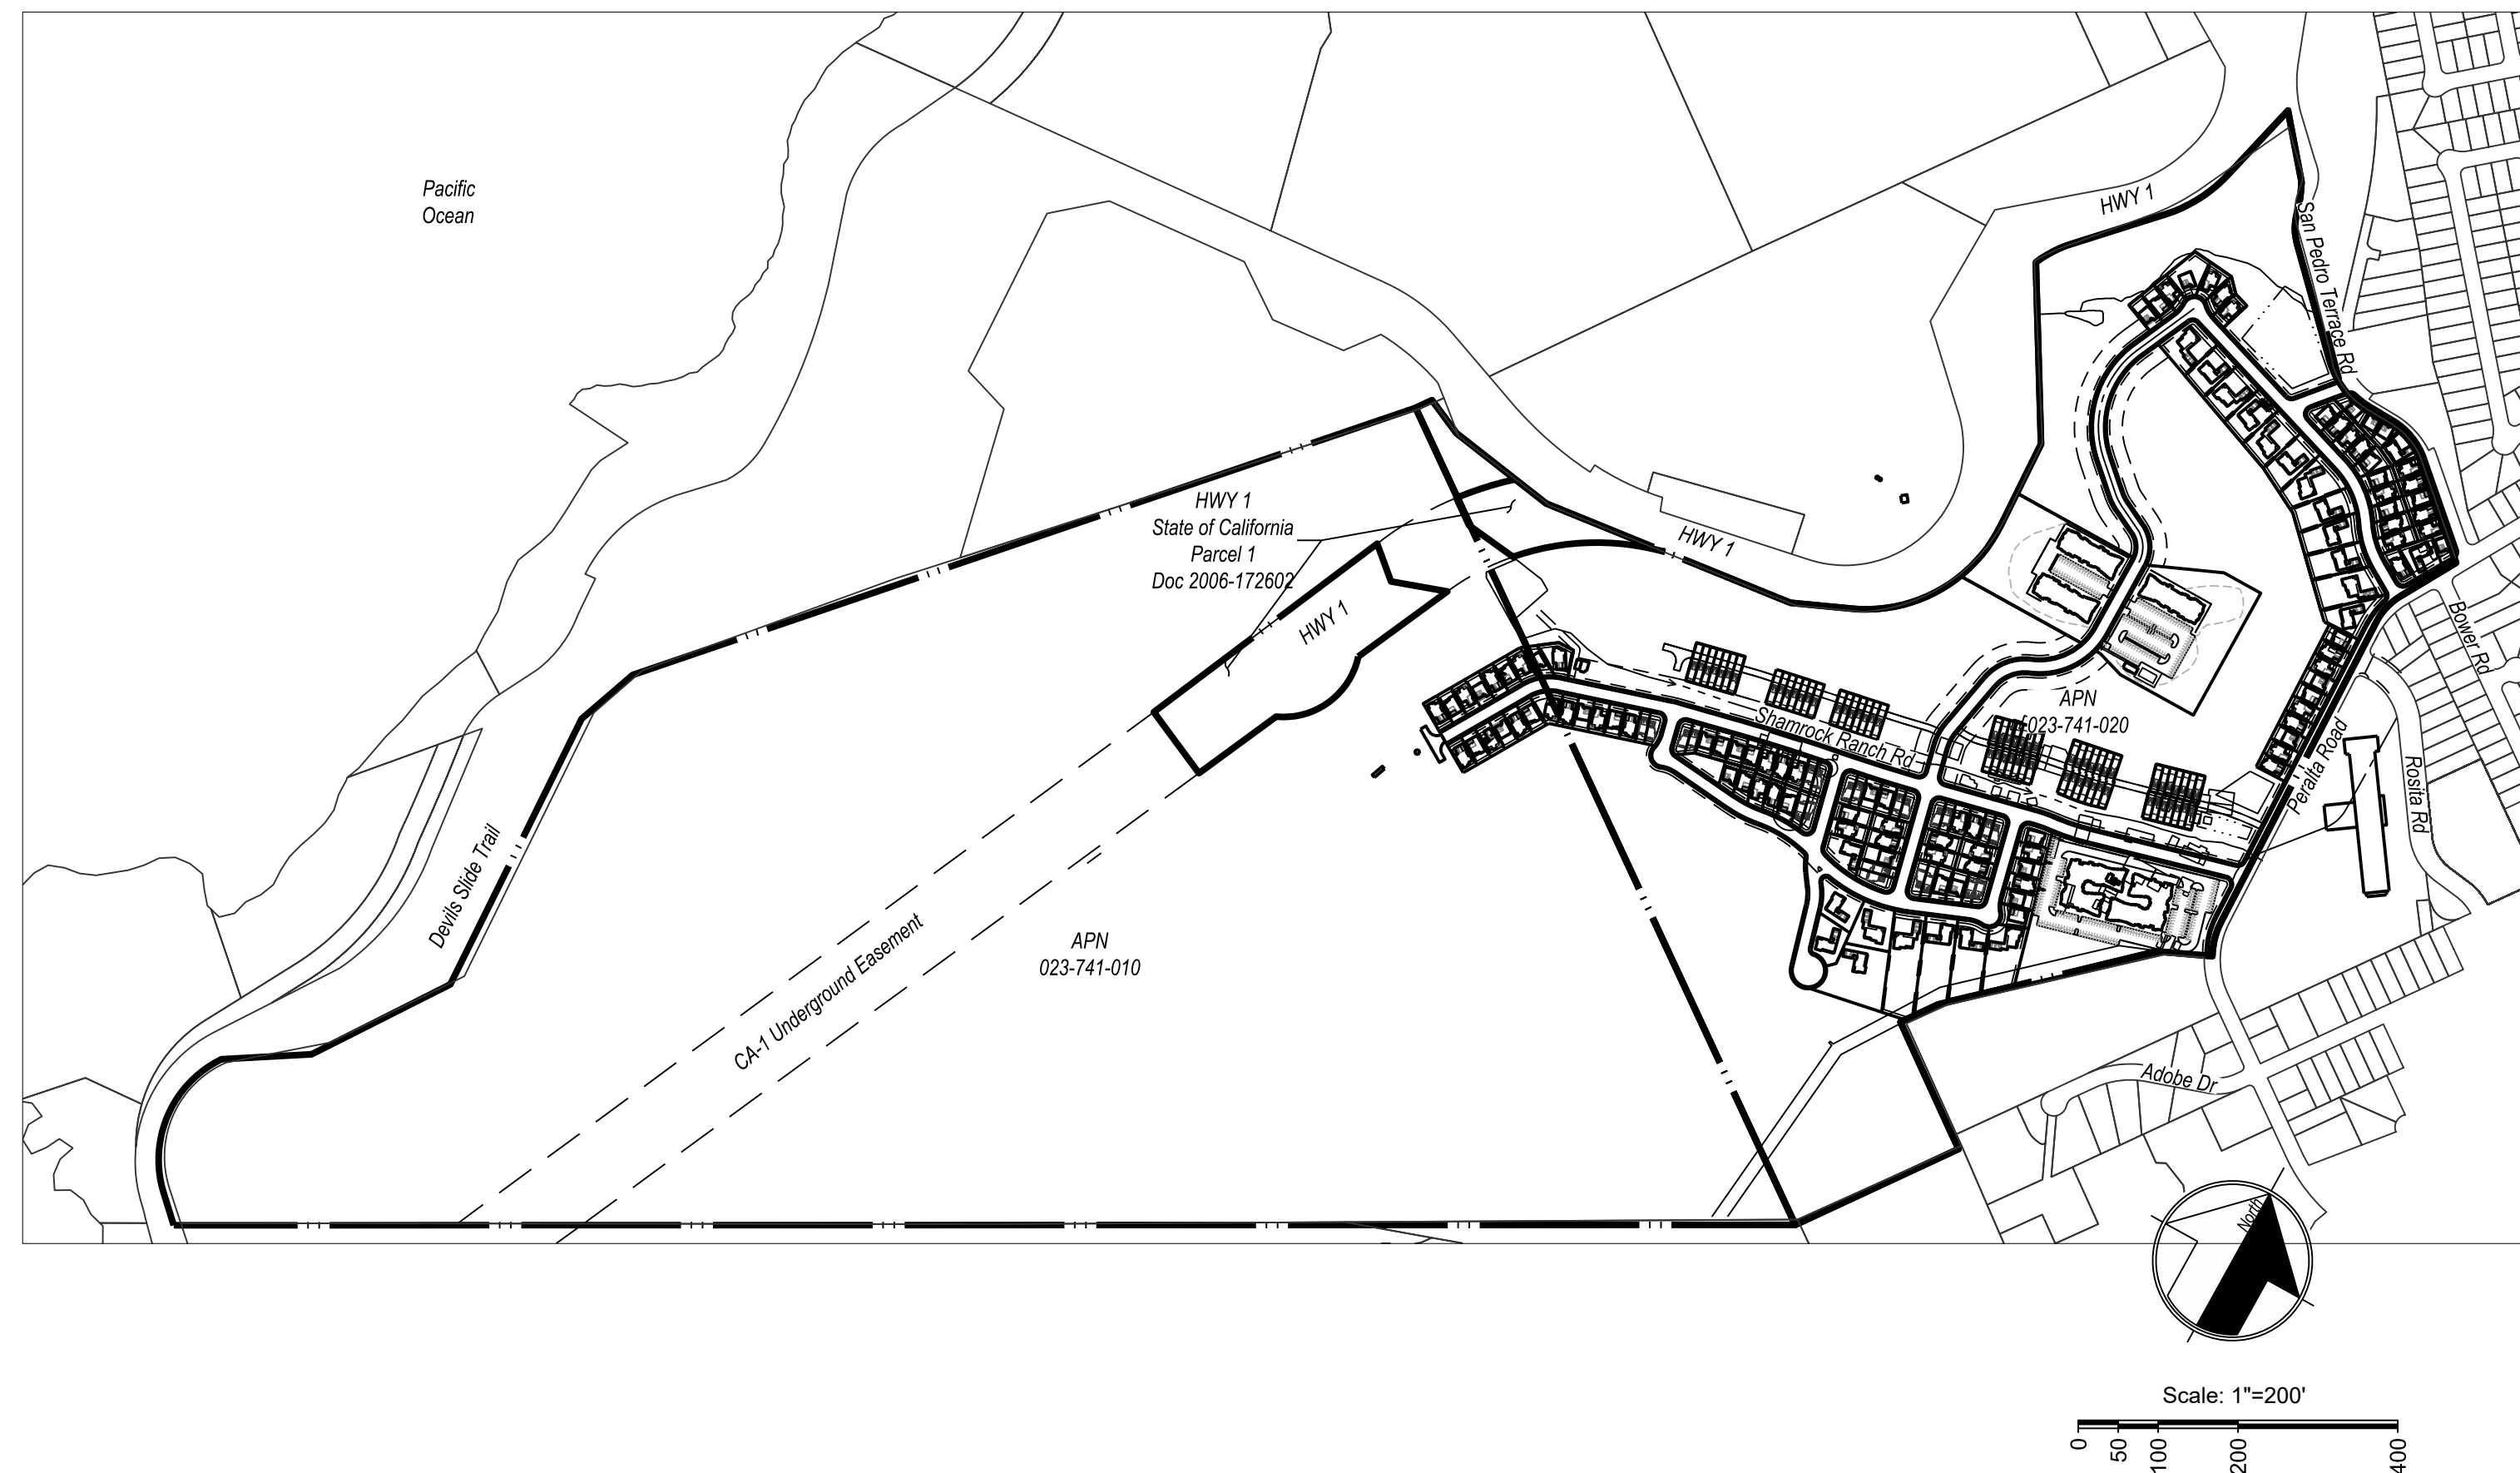 Pacific
Ocean
HWY 1
San Pedro Terrace Rd
HWY 1
State of California
Parcel 1
Doc 2006-172602
HWY 1
HWY 1
Bower Rd
APN
023-741-020
Shamrock Ranch Rd
Peralta Road
Rosita Rd
Devils Slide Trail
CA-1 Underground Easement
APN
023-741-010
Adobe Dr
North
Scale: 1"=200'
0
50
100
200
400